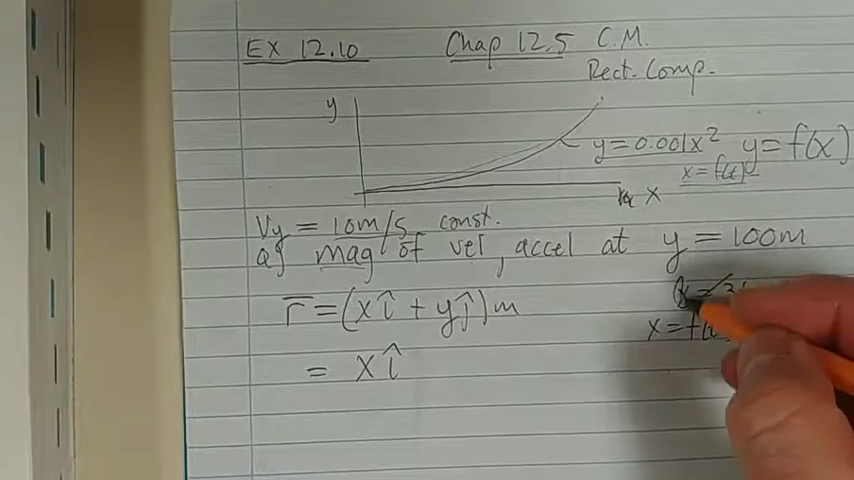 EX 12.10 Chap 12.5 C.M.
Rect. Comp.
y
y = 0.001x² y = f(x)
x = f(t)
x
Vy = 10m/s const.
a) mag of vel, accel at y = 100m
r̄ = (xî + yĵ)m
x = f(
= xî